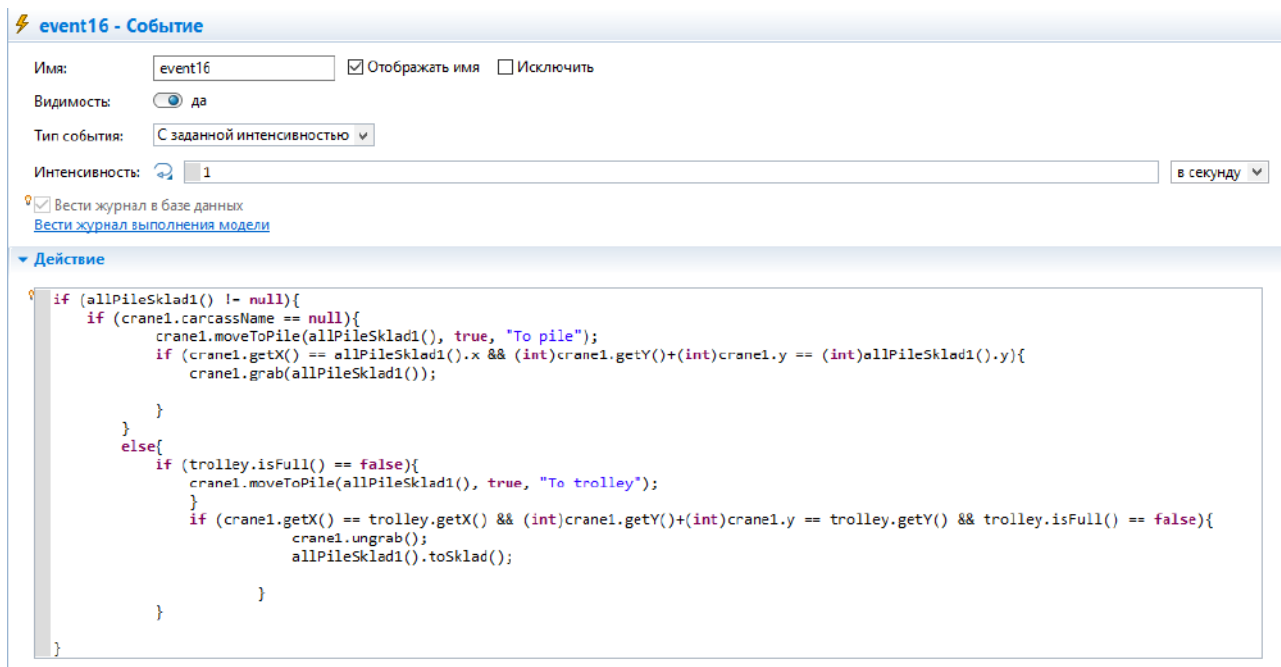 event16 - Событие
Имя: event16 Отображать имя Исключить
Видимость: да
Тип события: С заданной интенсивностью
Интенсивность: 1 в секунду
Вести журнал в базе данных
Вести журнал выполнения модели
Действие
if (allPileSklad1() != null){
if (crane1.carcassName == null){
crane1.moveToPile(allPileSklad1(), true, "To pile");
if (crane1.getX() == allPileSklad1().x && (int)crane1.getY()+(int)crane1.y == (int)allPileSklad1().y){
crane1.grab(allPileSklad1());
}
}
else{
if (trolley.isFull() == false){
crane1.moveToPile(allPileSklad1(), true, "To trolley");
}
if (crane1.getX() == trolley.getX() && (int)crane1.getY()+(int)crane1.y == trolley.getY() && trolley.isFull() == false){
crane1.ungrab();
allPileSklad1().toSklad();
}
}
}